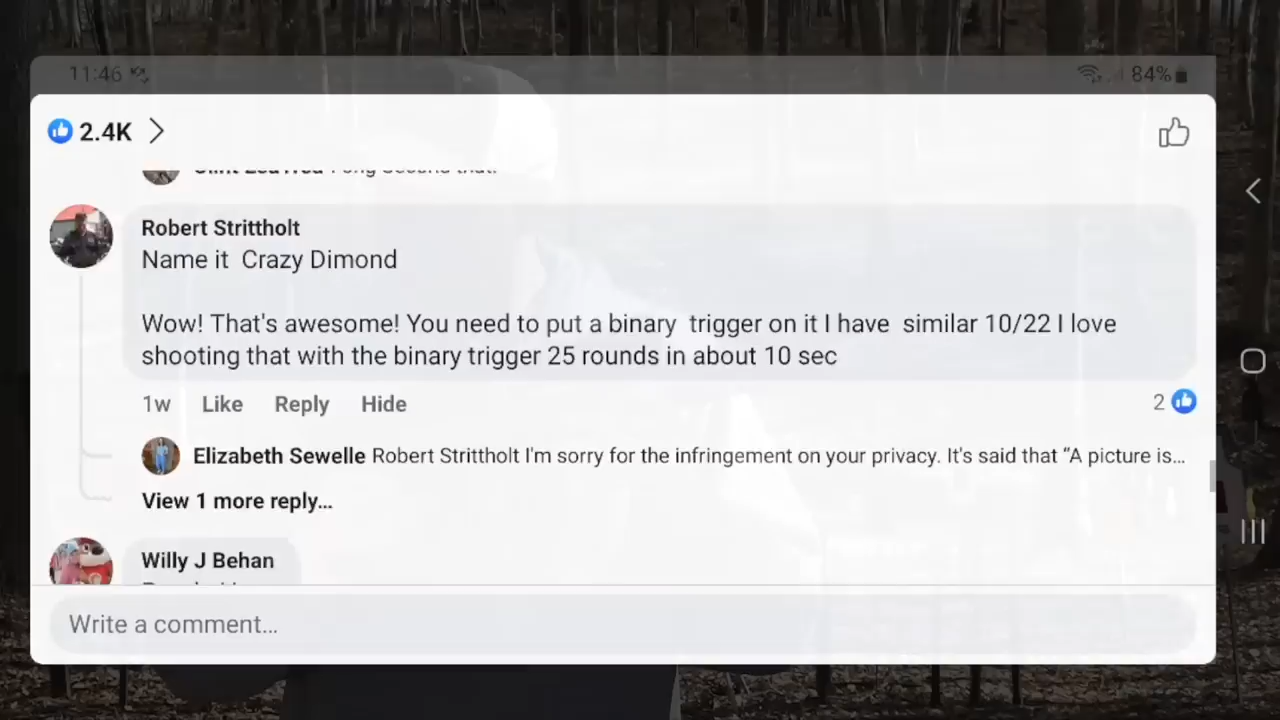 11:46
84%
2.4K
Robert Strittholt
Name it Crazy Dimond
Wow! That's awesome! You need to put a binary trigger on it I have similar 10/22 I love
shooting that with the binary trigger 25 rounds in about 10 sec
1w Like Reply Hide
2
Elizabeth Sewelle Robert Strittholt I'm sorry for the infringement on your privacy. It's said that “A picture is...
View 1 more reply...
Willy J Behan
Write a comment...